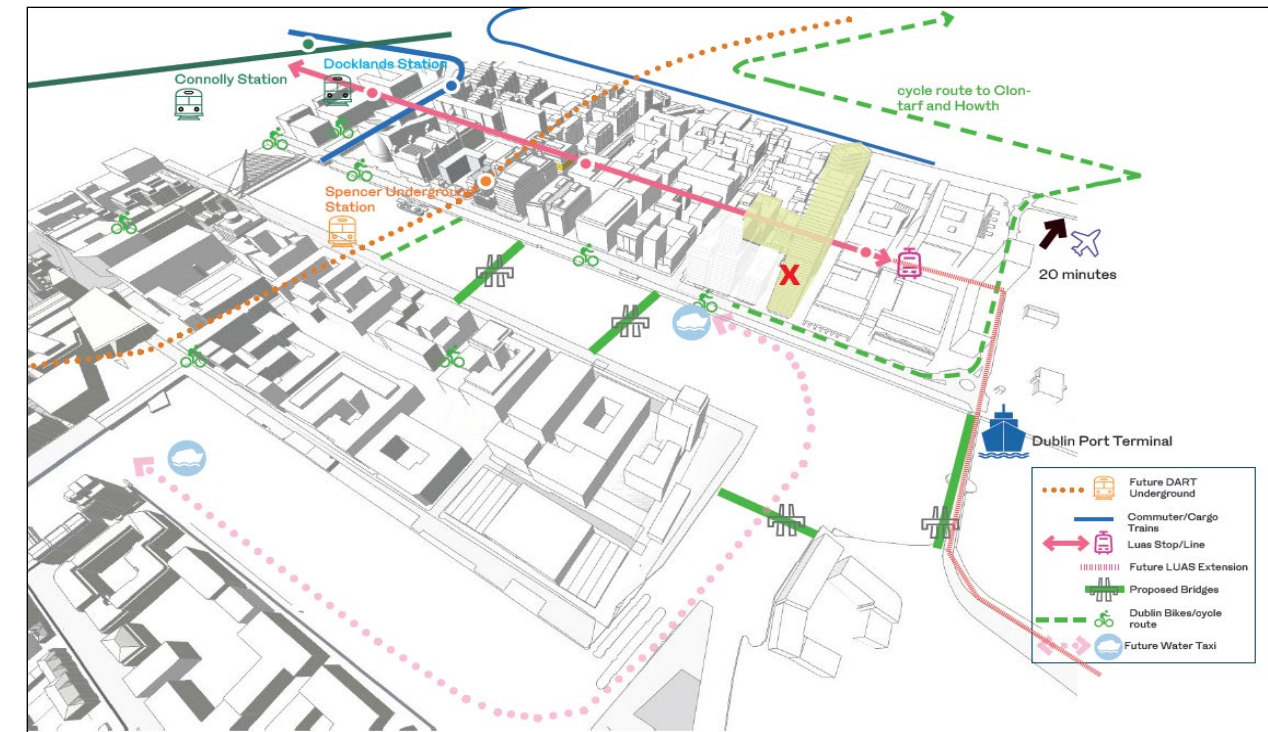 Docklands Station
Connolly Station
cycle route to Clon-
tarf and Howth
Spencer Underground
Station
X
20 minutes
Dublin Port Terminal
Future DART
Underground
Commuter/Cargo
Trains
Luas Stop/Line
Future LUAS Extension
Proposed Bridges
Dublin Bikes/cycle
route
Future Water Taxi